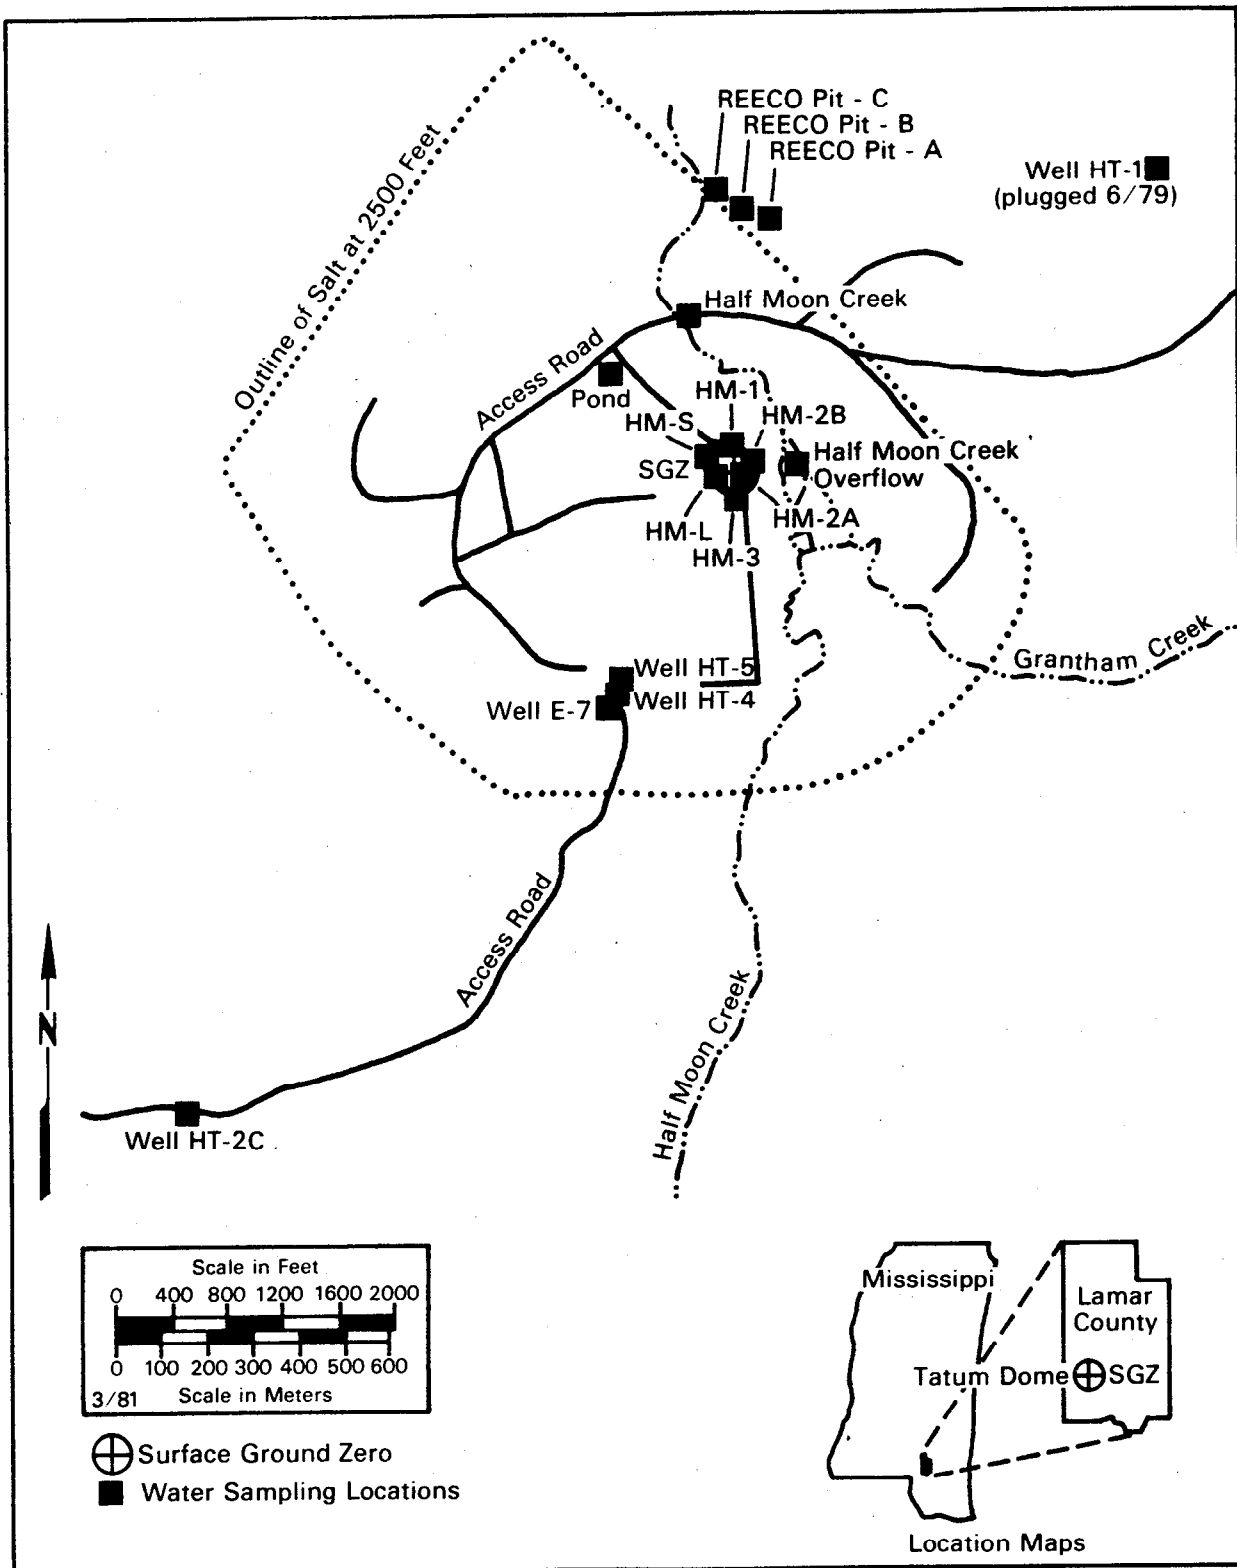 REECO Pit - C
REECO Pit - B
REECO Pit - A
Well HT-1
(plugged 6/79)
Outline of Salt at 2500 Feet
Half Moon Creek
Access Road
Pond
HM-1
HM-S
HM-2B
SGZ
Half Moon Creek
Overflow
HM-L
HM-2A
HM-3
Grantham Creek
Well HT-5
Well HT-4
Well E-7
Access Road
Half Moon Creek
N
Well HT-2C
Scale in Feet
0 400 800 1200 1600 2000
0 100 200 300 400 500 600
3/81 Scale in Meters
Surface Ground Zero
Water Sampling Locations
Mississippi
Lamar
County
Tatum Dome SGZ
Location Maps